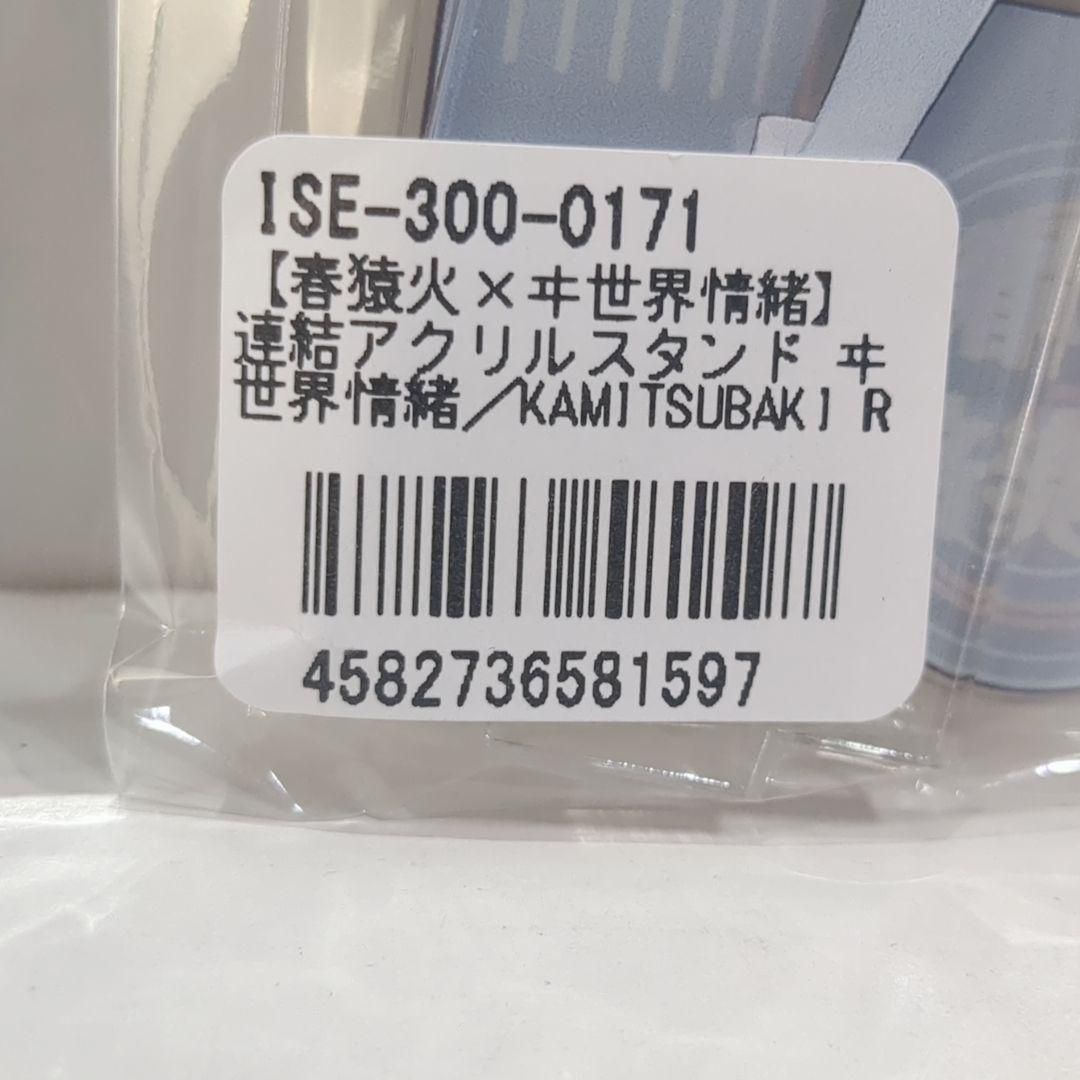 ISE-300-0171
【春猿火×ヰ世界情緒】
連結アクリルスタンド ヰ
世界情緒／KAMITSUBAKI R
4582736581597